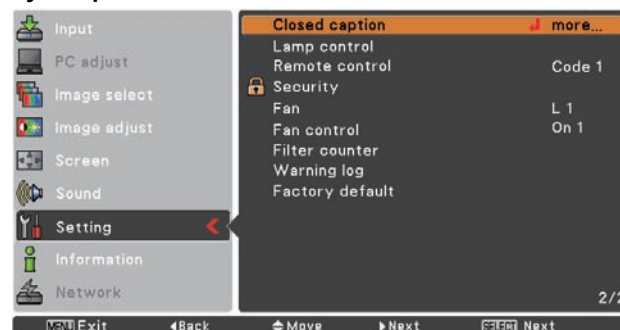 Input
PC adjust
Image select
Image adjust
Screen
Sound
Setting
Information
Network
Closed caption more...
Lamp control
Remote control Code 1
Security
Fan L 1
Fan control On 1
Filter counter
Warning log
Factory default
2/2
MENU Exit Back Move Next SELECT Next